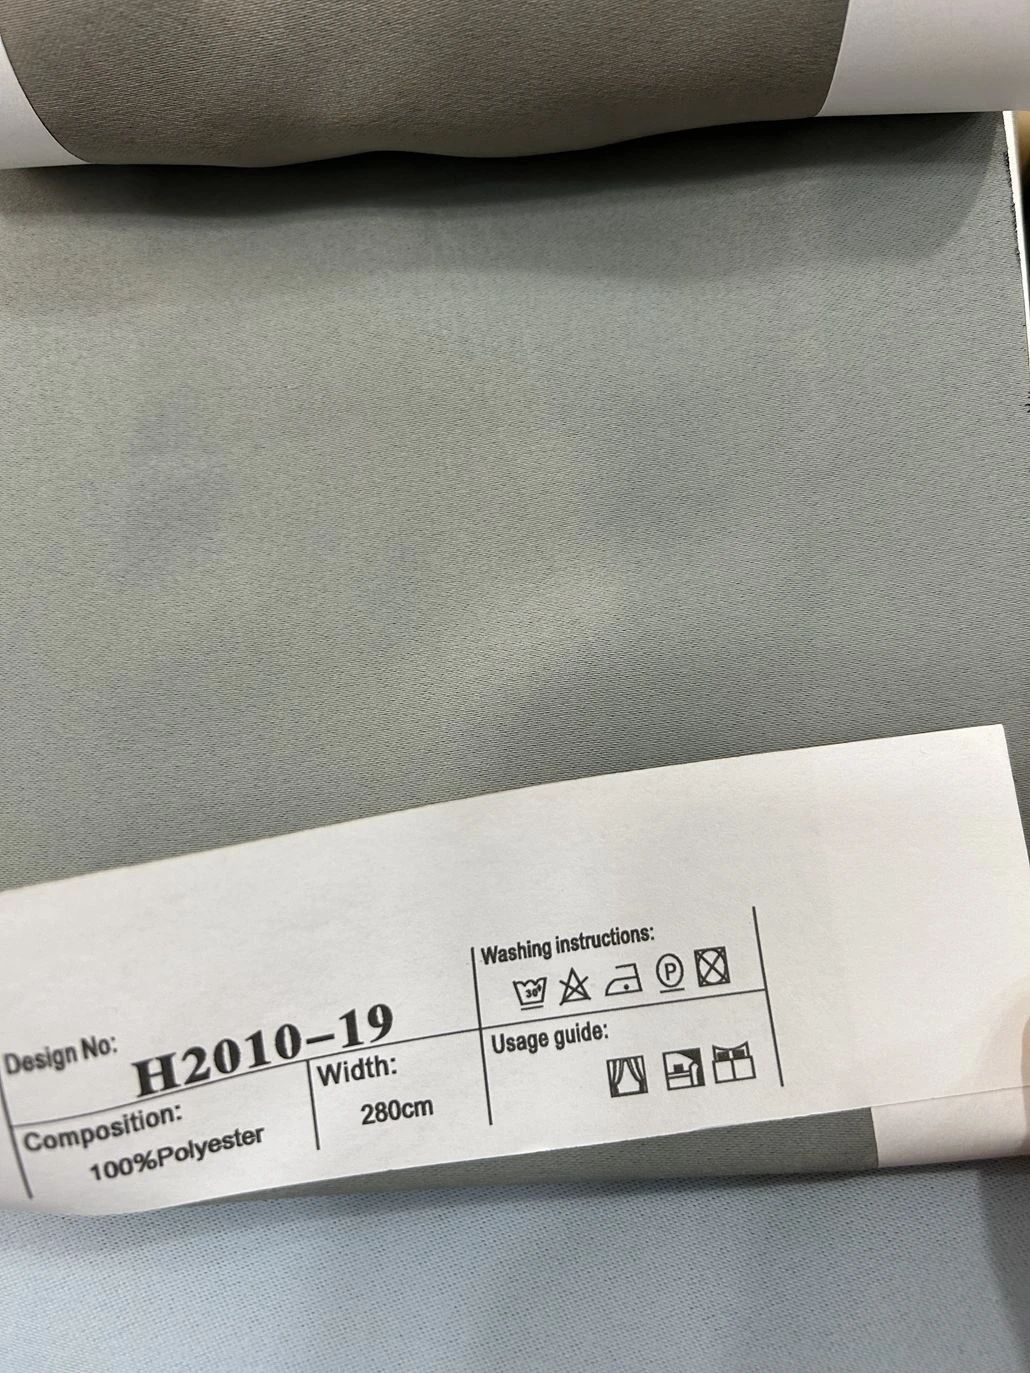 Design No:
H2010-19
Composition:
100%Polyester
Width:
280cm
Washing instructions:
30°
P
Usage guide: